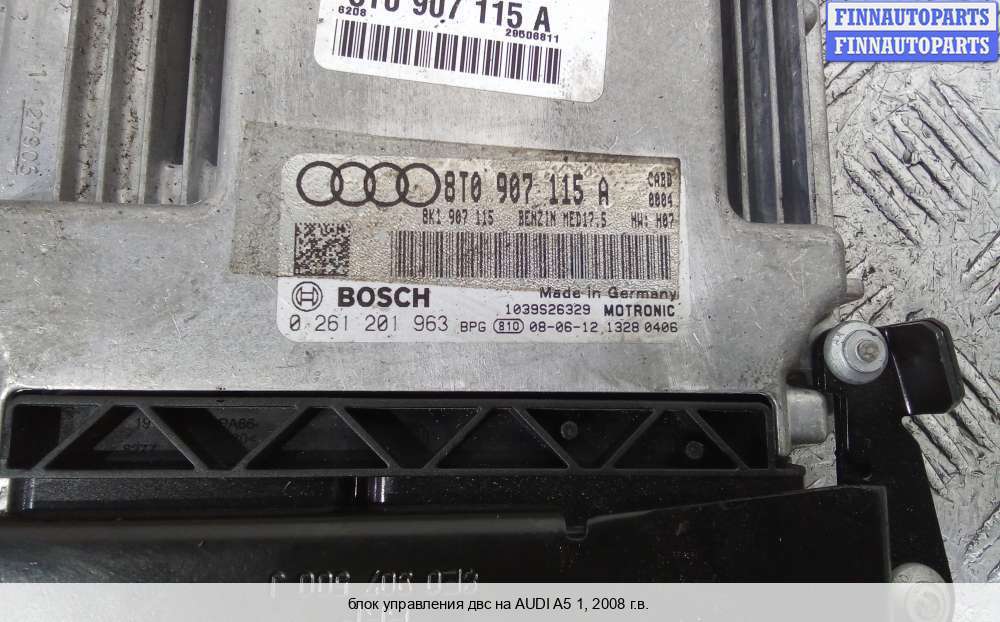 8T0 907 115 A
6208 29506811
FINNAUTOPARTS
FINNAUTOPARTS
8T0 907 115 A CABD
0004
8K1 907 115 BENZIN MED17.5 HW: H07
BOSCH Made in Germany
1039S26329 MOTRONIC
0 261 201 963 BPG 810 08-06-12 1328 0406
блок управления двс на AUDI A5 1, 2008 г.в.